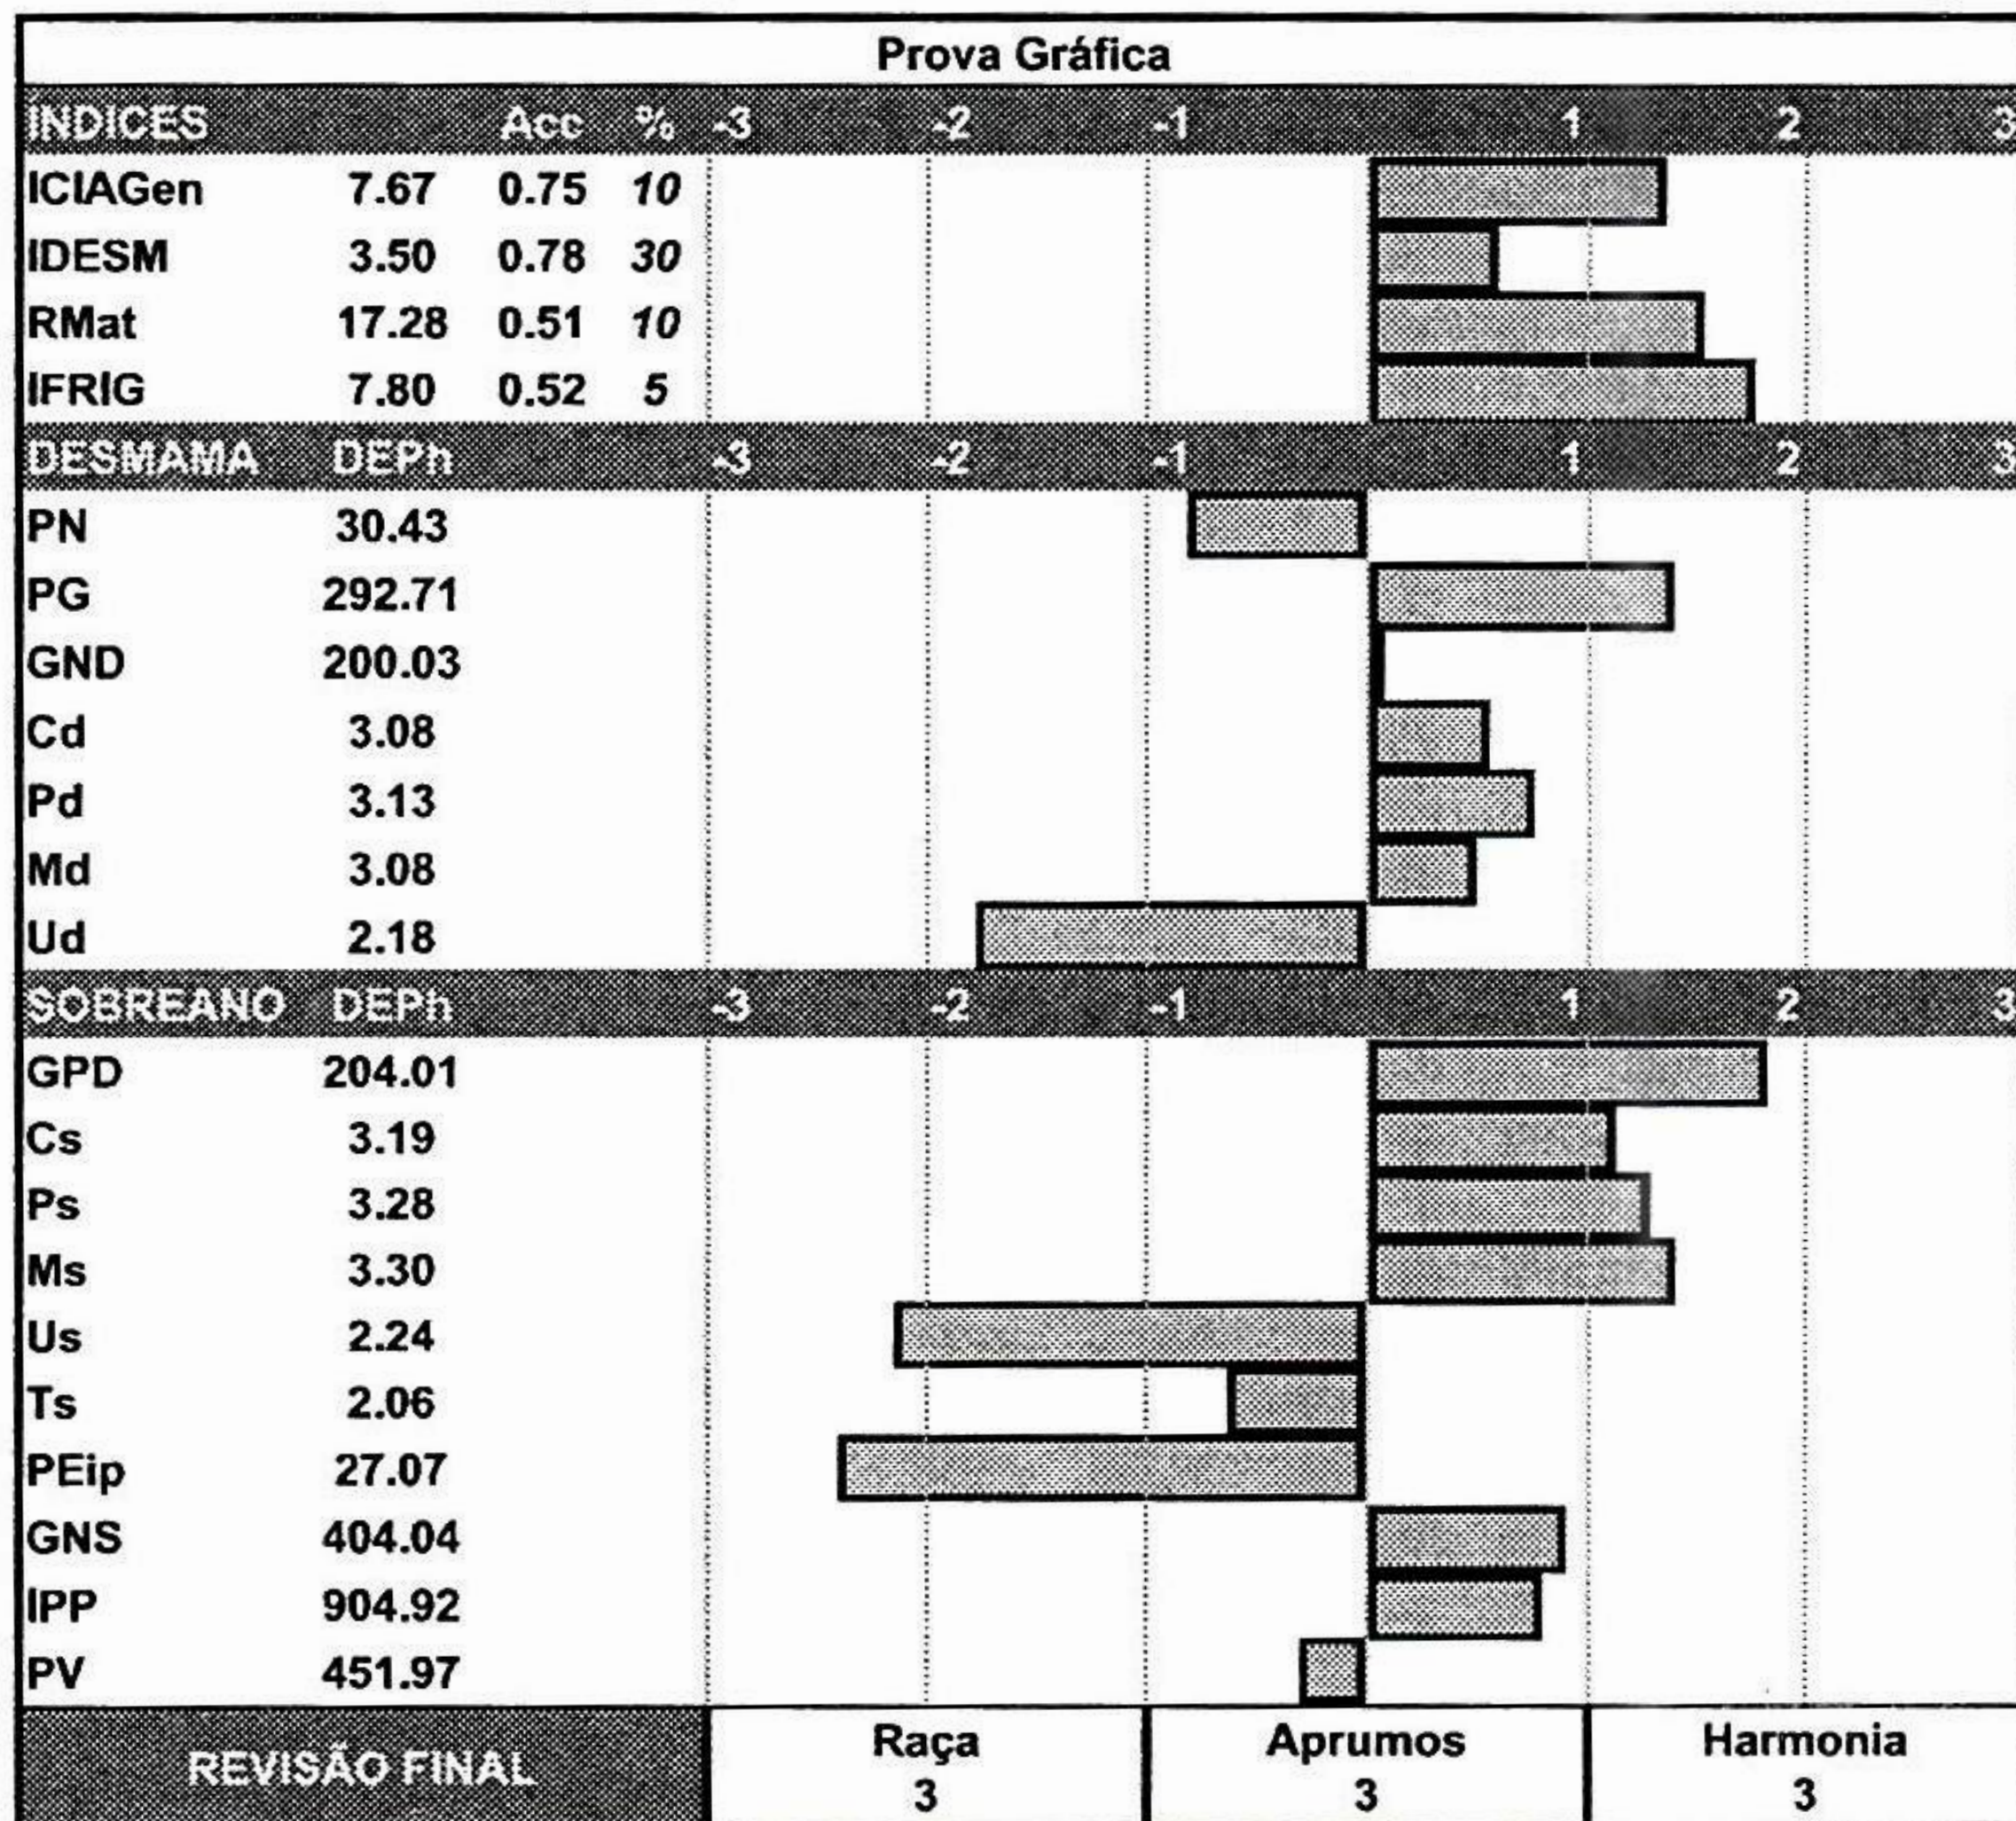 Prova Gráfica
ÍNDICES Acc % -3 -2 -1 1 2 3
ICIAGen 7.67 0.75 10
IDESM 3.50 0.78 30
RMat 17.28 0.51 10
IFRIG 7.80 0.52 5
DESMAMA DEPh -3 -2 -1 1 2 3
PN 30.43
PG 292.71
GND 200.03
Cd 3.08
Pd 3.13
Md 3.08
Ud 2.18
SOBREANO DEPh -3 -2 -1 1 2 3
GPD 204.01
Cs 3.19
Ps 3.28
Ms 3.30
Us 2.24
Ts 2.06
PEip 27.07
GNS 404.04
IPP 904.92
PV 451.97
REVISÃO FINAL Raça Aprumos Harmonia
3 3 3